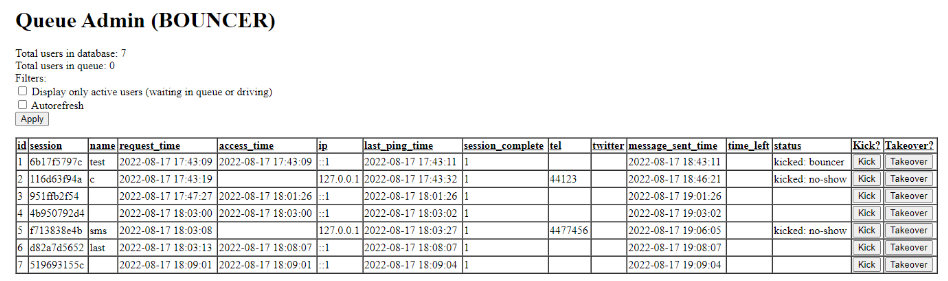 Queue Admin (BOUNCER)
Total users in database: 7
Total users in queue: 0
Filters:
Display only active users (waiting in queue or driving)
Autorefresh
Apply
id session name request_time access_time ip last_ping_time session_complete tel twitter message_sent_time time_left status Kick? Takeover?
1 6b17f5797c test 2022-08-17 17:43:09 2022-08-17 17:43:09 ::1 2022-08-17 17:43:11 1 2022-08-17 18:43:11 kicked: bouncer Kick Takeover
2 116d63f94a c 2022-08-17 17:43:19 127.0.0.1 2022-08-17 17:43:32 1 44123 2022-08-17 18:46:21 kicked: no-show Kick Takeover
3 951ffb2f54 2022-08-17 17:47:27 2022-08-17 18:01:26 ::1 2022-08-17 18:01:26 1 2022-08-17 19:01:26 Kick Takeover
4 4b950792d4 2022-08-17 18:03:00 2022-08-17 18:03:00 ::1 2022-08-17 18:03:02 1 2022-08-17 19:03:02 Kick Takeover
5 f713838e4b sms 2022-08-17 18:03:08 127.0.0.1 2022-08-17 18:03:27 1 4477456 2022-08-17 19:06:05 kicked: no-show Kick Takeover
6 d82a7d5652 last 2022-08-17 18:03:13 2022-08-17 18:08:07 ::1 2022-08-17 18:08:07 1 2022-08-17 19:08:07 Kick Takeover
7 519693155c 2022-08-17 18:09:01 2022-08-17 18:09:01 ::1 2022-08-17 18:09:04 1 2022-08-17 19:09:04 Kick Takeover